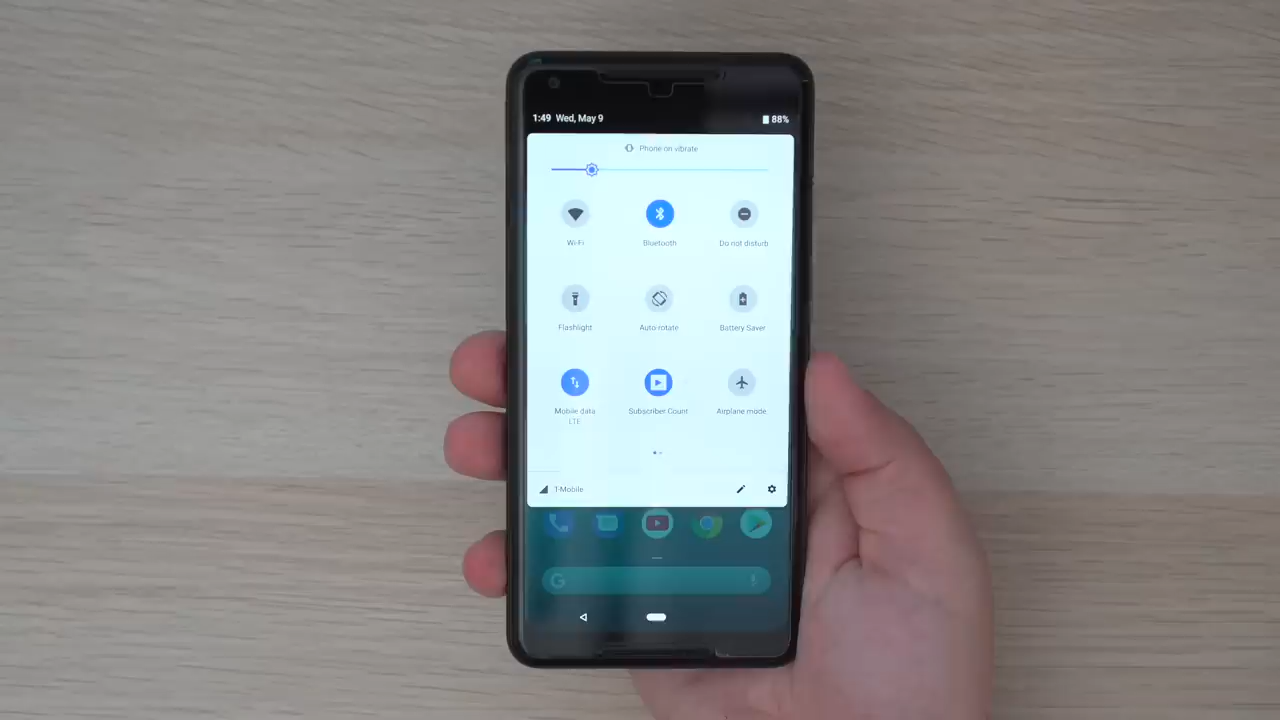 1:49 Wed, May 9
88%
Phone on vibrate
Wi-Fi
Bluetooth
Do not disturb
Flashlight
Auto-rotate
Battery Saver
Mobile data
LTE
Subscriber Count
Airplane mode
T-Mobile
G